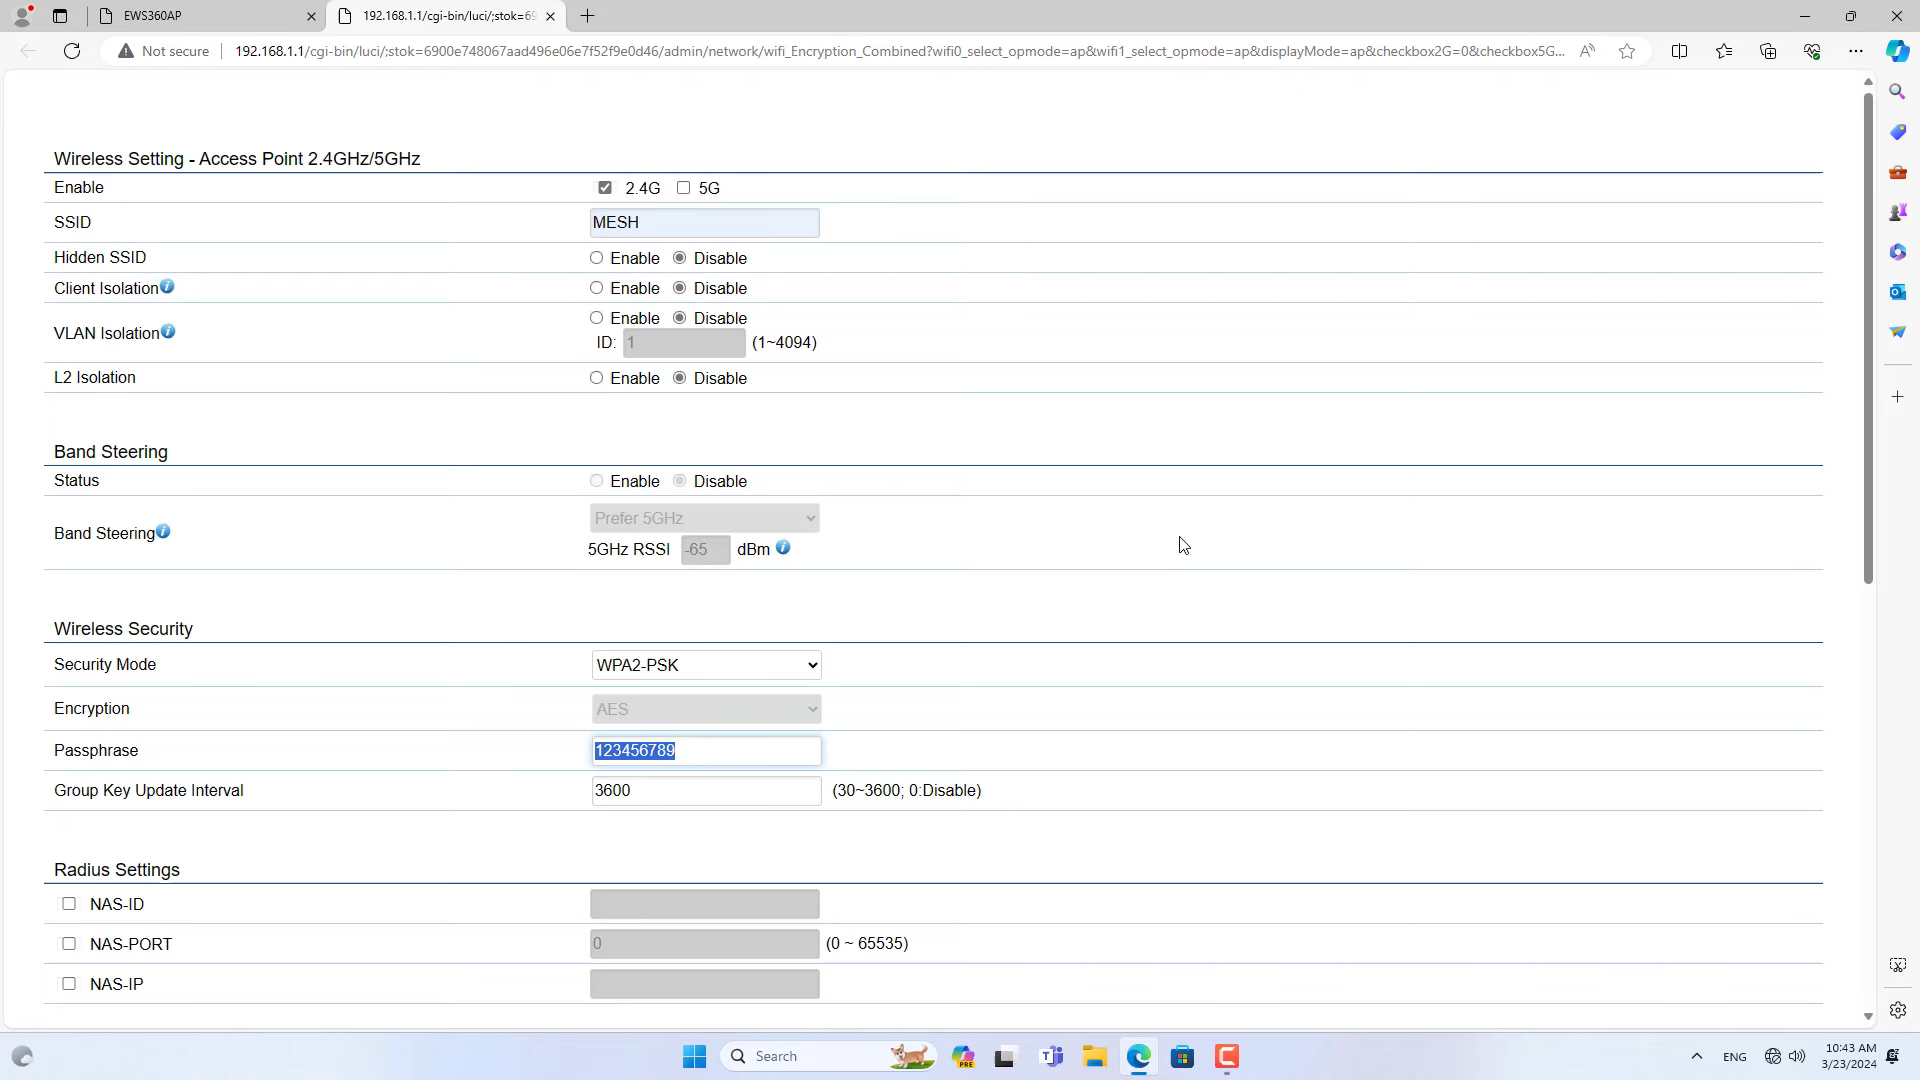 EWS360AP
192.168.1.1/cgi-bin/luci/;stok=69
Not secure
192.168.1.1/cgi-bin/luci/;stok=6900e748067aad496e06e7f52f9e0d46/admin/network/wifi_Encryption_Combined?wifi0_select_opmode=ap&wifi1_select_opmode=ap&displayMode=ap&checkbox2G=0&checkbox5G...
Wireless Setting - Access Point 2.4GHz/5GHz
Enable 2.4G 5G
SSID MESH
Hidden SSID Enable Disable
Client Isolation Enable Disable
VLAN Isolation Enable Disable
ID: 1 (1~4094)
L2 Isolation Enable Disable
Band Steering
Status Enable Disable
Band Steering Prefer 5GHz
5GHz RSSI -65 dBm
Wireless Security
Security Mode WPA2-PSK
Encryption AES
Passphrase 123456789
Group Key Update Interval 3600 (30~3600; 0:Disable)
Radius Settings
NAS-ID
NAS-PORT 0 (0 ~ 65535)
NAS-IP
Search
PRE
ENG
10:43 AM
3/23/2024